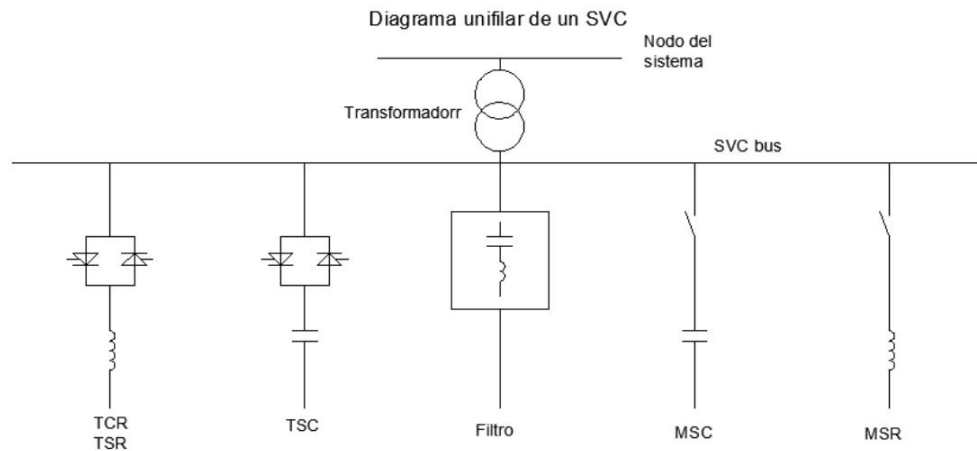 Diagrama unifilar de un SVC
Nodo del
sistema
Transformadorr
SVC bus
TCR
TSR
TSC
Filtro
MSC
MSR